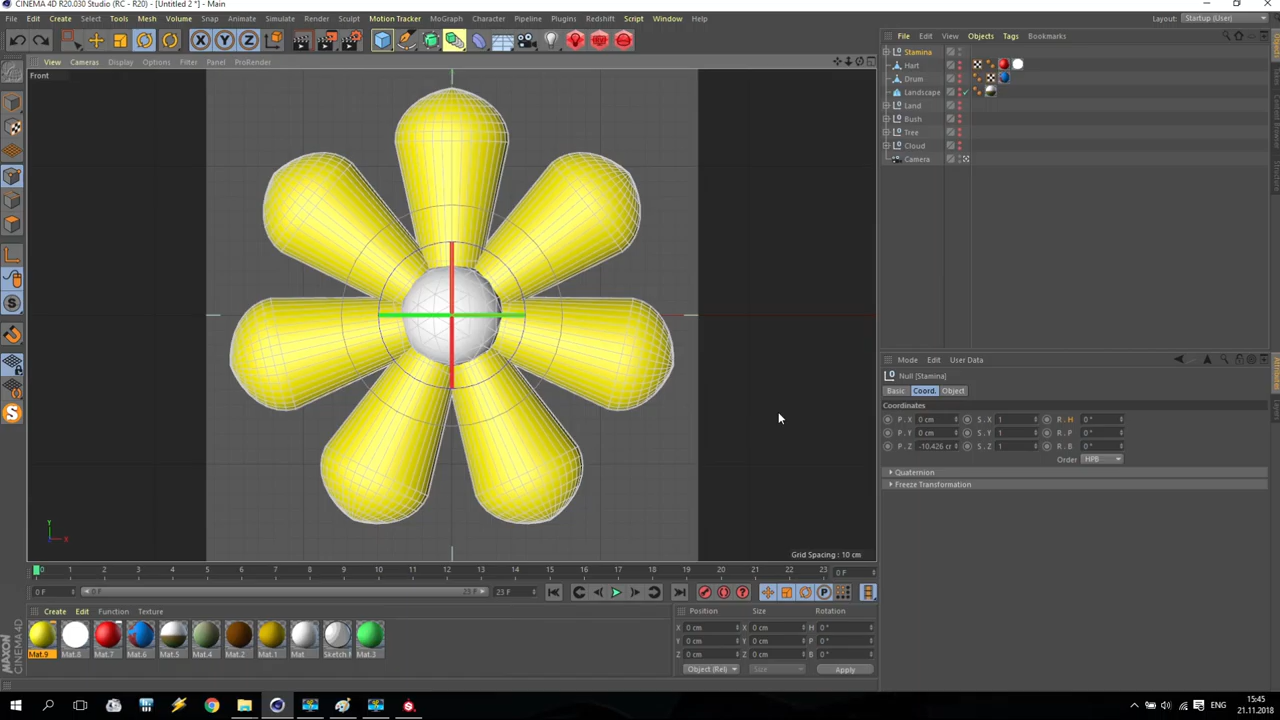 CINEMA 4D R20.030 Studio (RC - R20) - [Untitled 2 *] - Main
File Edit Create Select Tools Mesh Volume Snap Animate Simulate Render Sculpt Motion Tracker MoGraph Character Pipeline Plugins Redshift Script Window Help
Layout: Startup (User)
File Edit View Objects Tags Bookmarks
View Cameras Display Options Filter Panel ProRender
Front
Stamina
Hart
Drum
Landscape
Land
Bush
Tree
Cloud
Camera
Mode Edit User Data
Null [Stamina]
Basic Coord. Object
Coordinates
P . X 0 cm S . X 1 R . H 0 °
P . Y 0 cm S . Y 1 R . P 0 °
P . Z -10.426 cr S . Z 1 R . B 0 °
Order HPB
Quaternion
Freeze Transformation
Y
X
Grid Spacing : 10 cm
0 1 2 3 4 5 6 7 8 9 10 11 12 13 14 15 16 17 18 19 20 21 22 23 0 F
0 F 0 F 23 F 23 F
Create Edit Function Texture
Mat.9 Mat.8 Mat.7 Mat.6 Mat.5 Mat.4 Mat.2 Mat.1 Mat Sketch Mat.3
Position Size Rotation
X 0 cm X 0 cm H 0 °
Y 0 cm Y 0 cm P 0 °
Z 0 cm Z 0 cm B 0 °
Object (Rel) Size Apply
MAXON
CINEMA 4D
ENG
15:45
21.11.2018